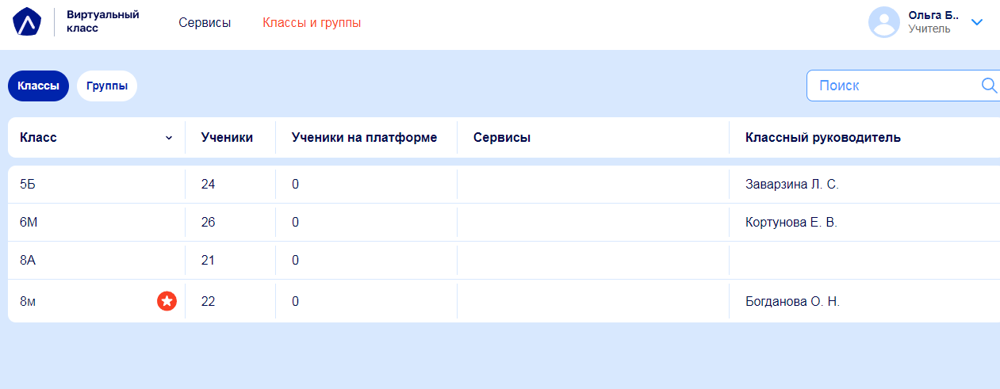 Виртуальный
класс
Сервисы
Классы и группы
Ольга Б..
Учитель
Классы
Группы
Поиск
Класс Ученики Ученики на платформе Сервисы Классный руководитель
5Б 24 0 Заварзина Л. С.
6М 26 0 Кортунова Е. В.
8А 21 0
8м 22 0 Богданова О. Н.